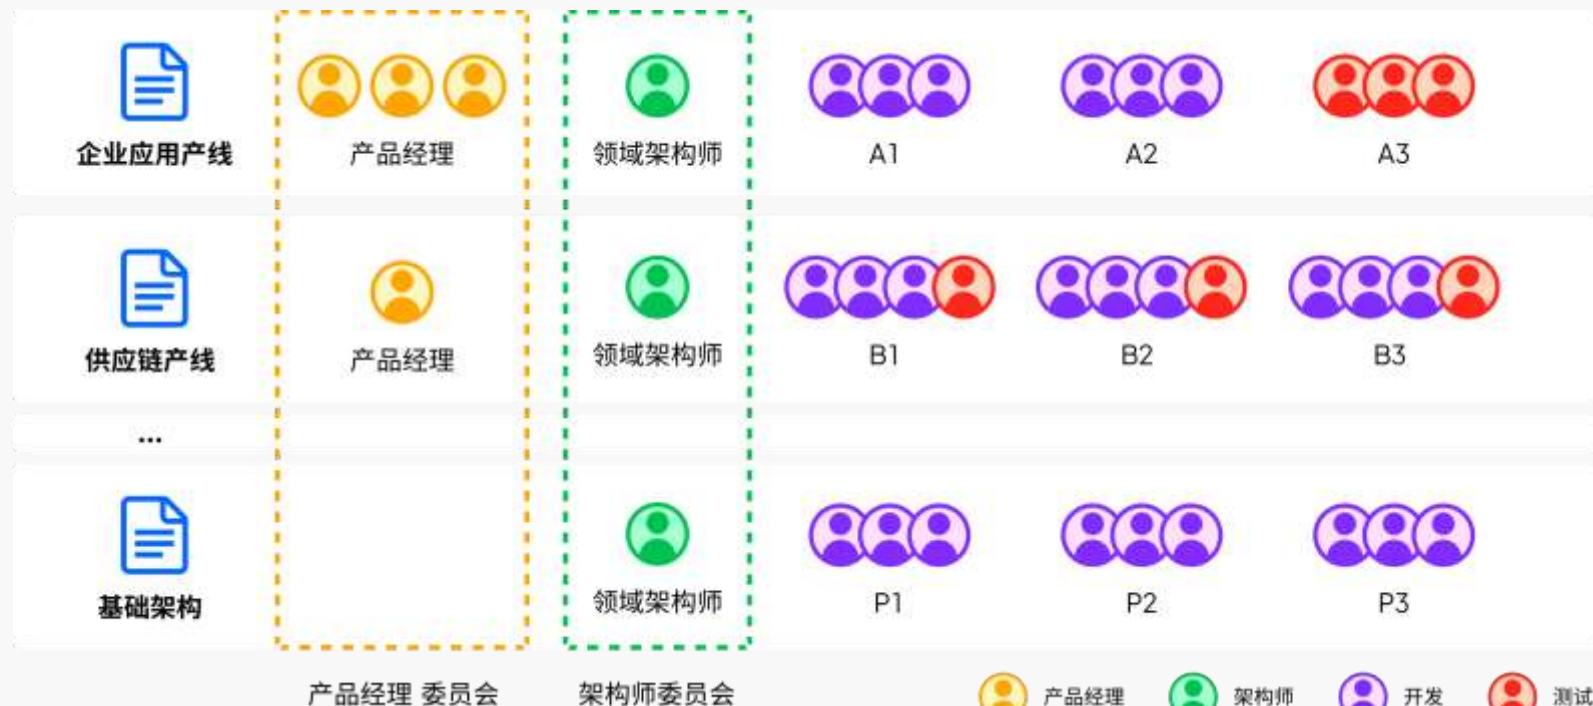 企业应用产线
产品经理
领域架构师
A1
A2
A3
供应链产线
产品经理
领域架构师
B1
B2
B3
...
基础架构
领域架构师
P1
P2
P3
产品经理 委员会
架构师委员会
产品经理
架构师
开发
测试